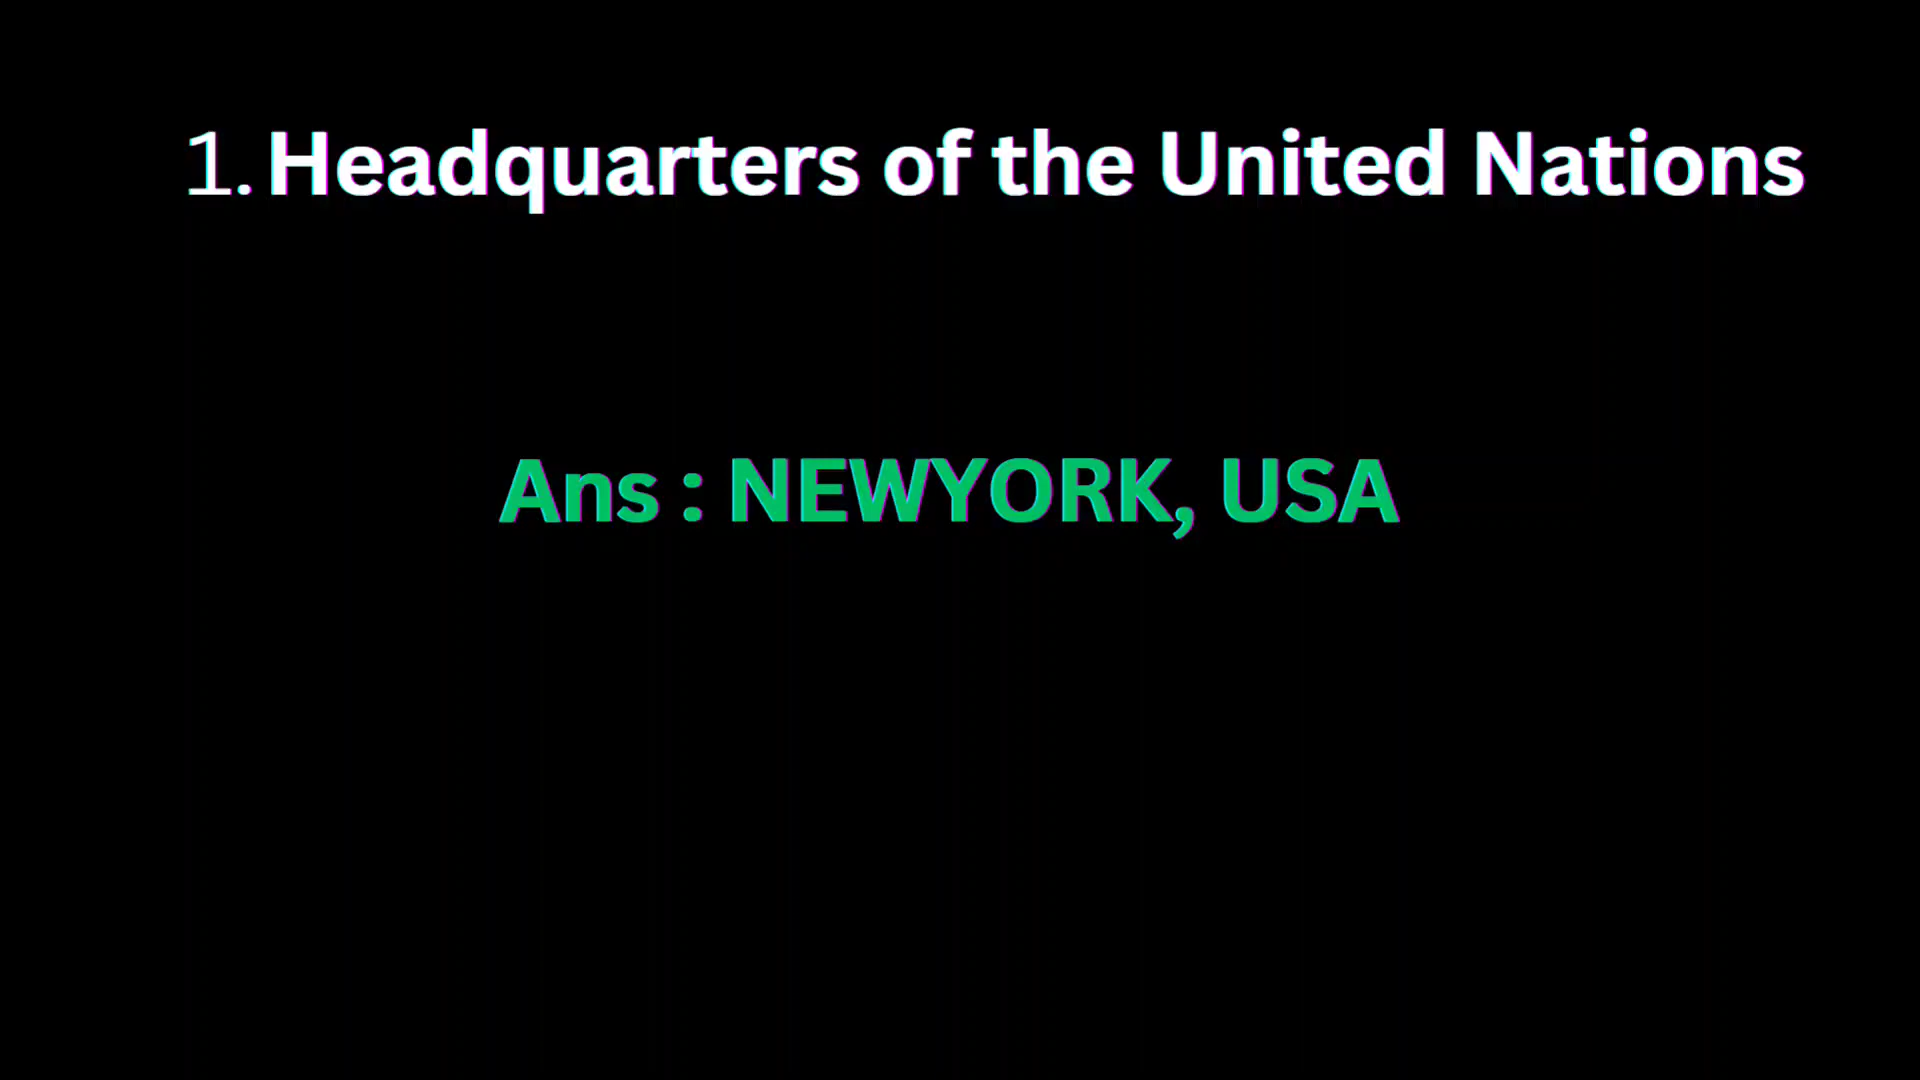 1. Headquarters of the United Nations
Ans : NEWYORK, USA